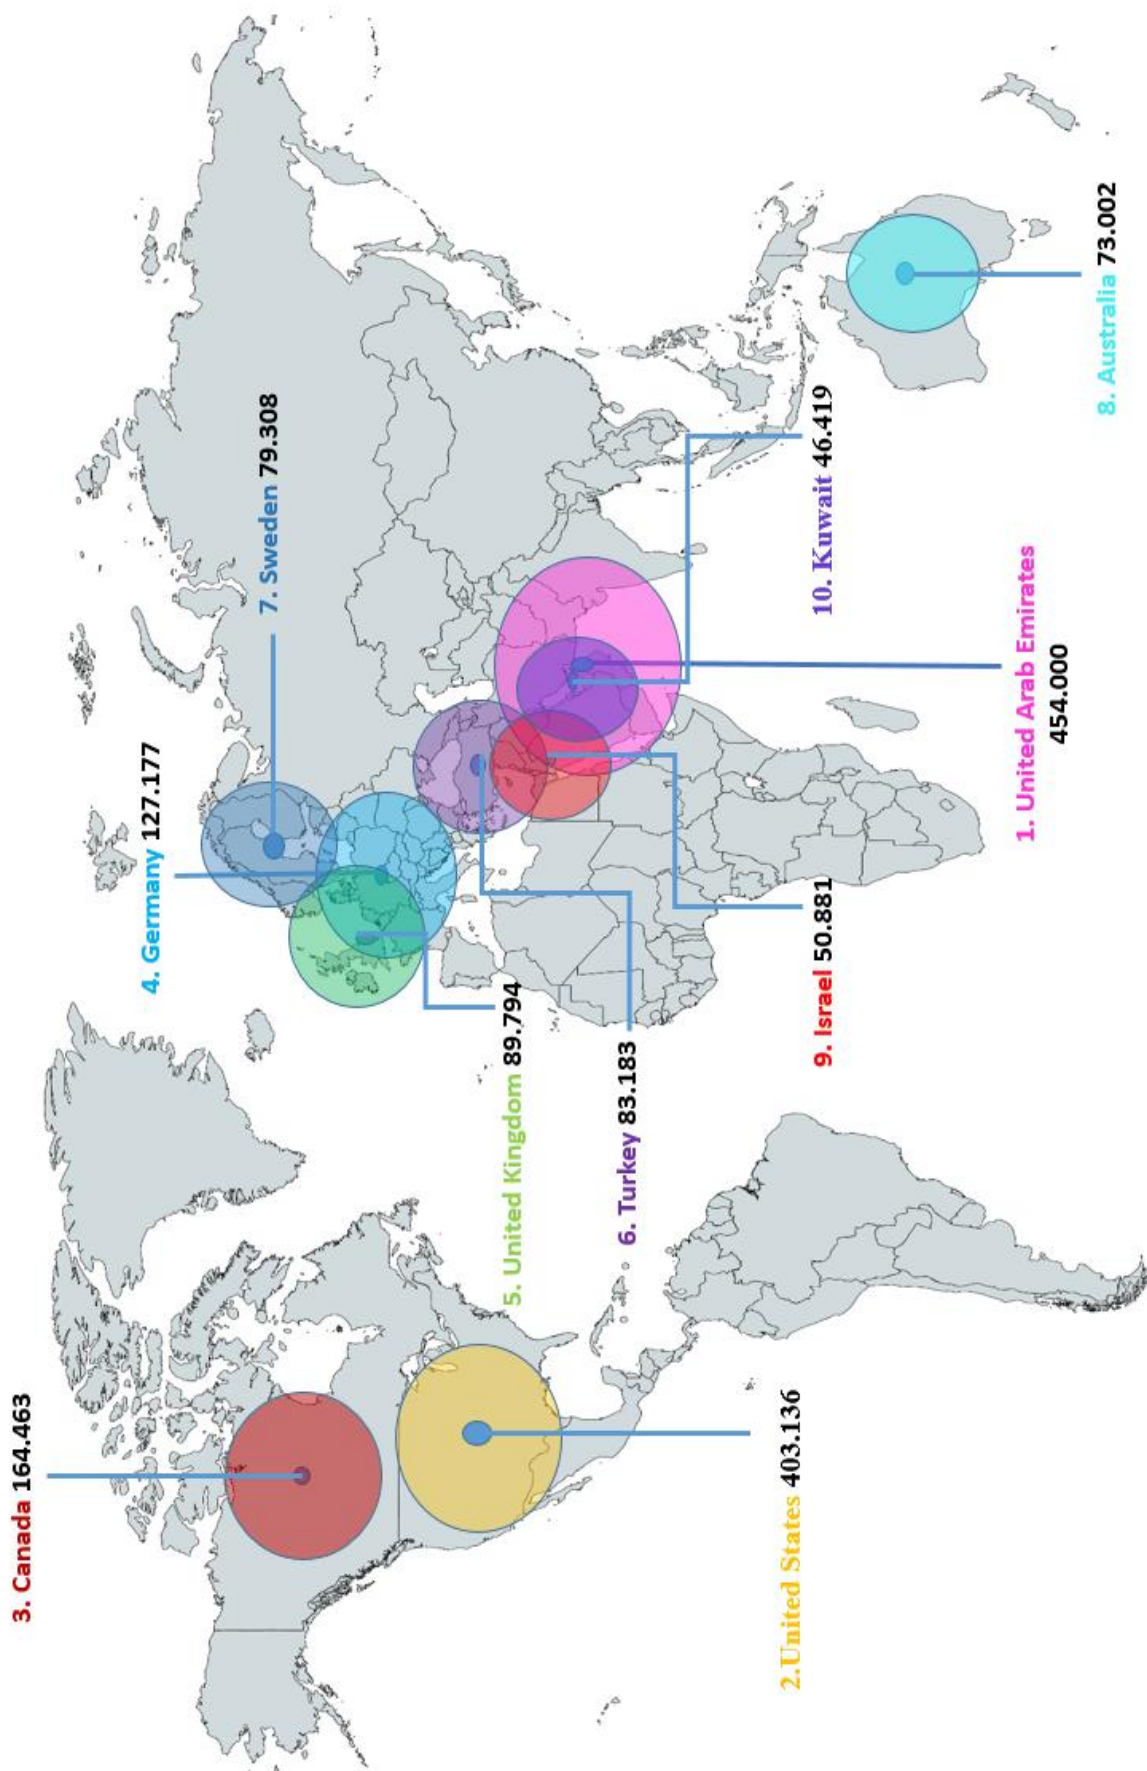 3. Canada 164.463
4. Germany 127.177
7. Sweden 79.308
5. United Kingdom 89.794
6. Turkey 83.183
2.United States 403.136
9. Israel 50.881
10. Kuwait 46.419
1. United Arab Emirates
454.000
8. Australia 73.002